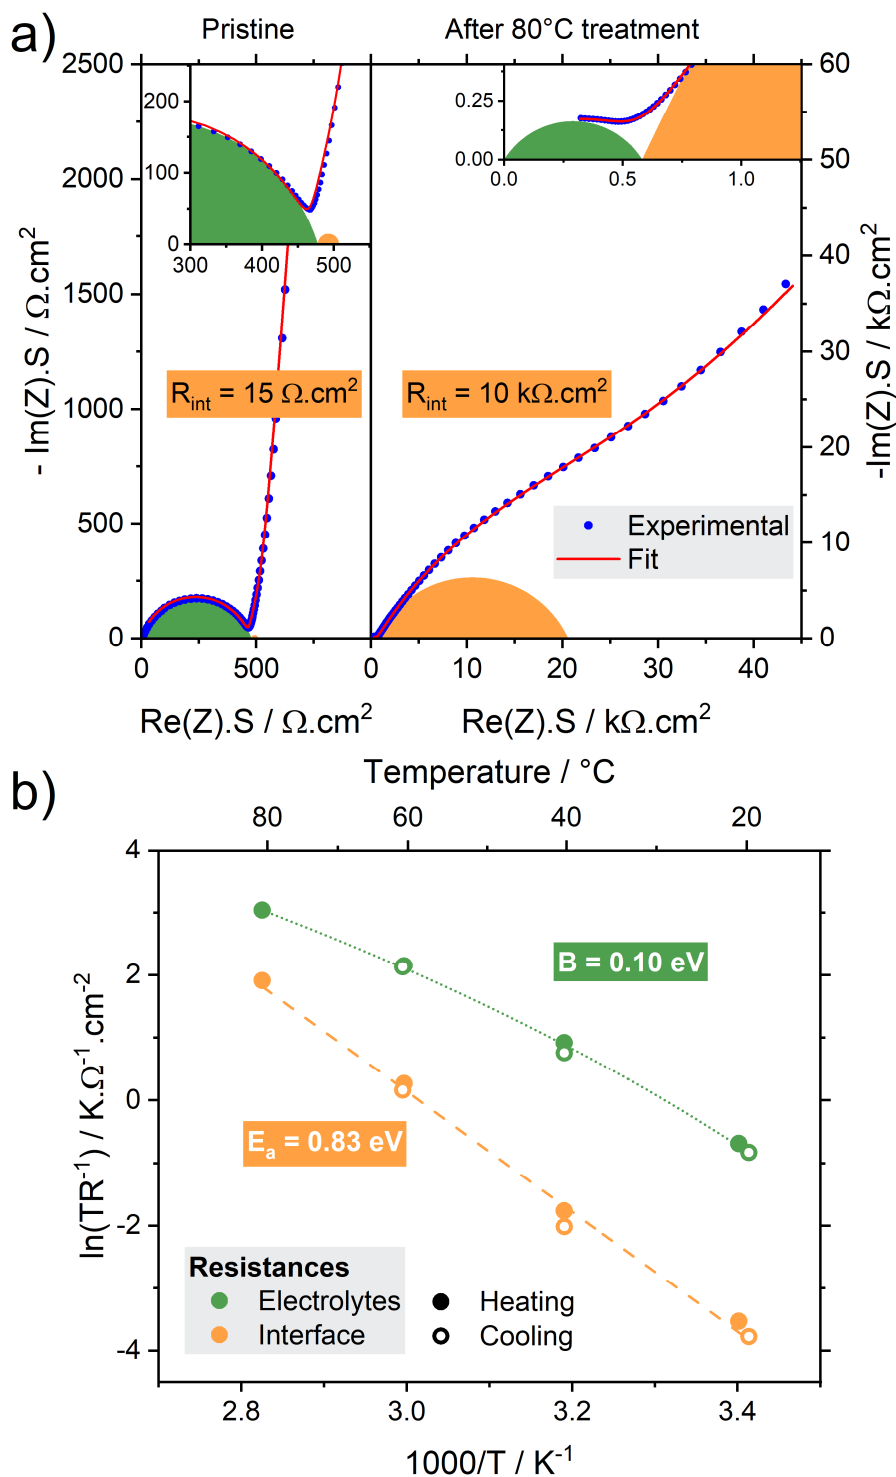 a)
Pristine
After 80°C treatment
2500
2000
1500
1000
500
0
- Im(Z).S / Ω.cm²
200
100
0
300
400
500
R_int = 15 Ω.cm²
0
500
Re(Z).S / Ω.cm²
0.25
0.00
0.0
0.5
1.0
R_int = 10 kΩ.cm²
Experimental
Fit
60
50
40
30
20
10
0
-Im(Z).S / kΩ.cm²
0
10
20
30
40
Re(Z).S / kΩ.cm²
b)
Temperature / °C
80
60
40
20
4
2
0
-2
-4
ln(TR⁻¹) / K.Ω⁻¹.cm⁻²
B = 0.10 eV
E_a = 0.83 eV
Resistances
Electrolytes
Interface
Heating
Cooling
2.8
3.0
3.2
3.4
1000/T / K⁻¹